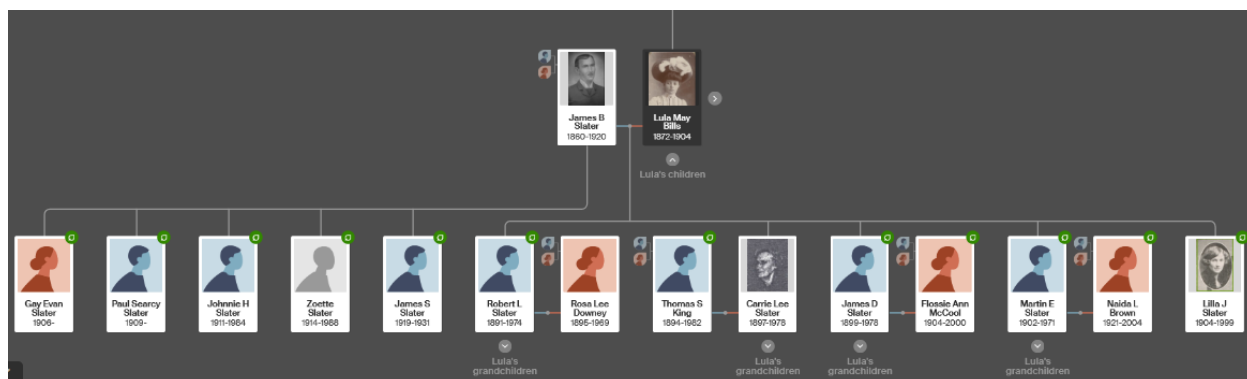 James B
Slater
1860-1920
Lula May
Bills
1872-1904
Lula's children
Gay Evan
Slater
1906-
Paul Searcy
Slater
1909-
Johnnie H
Slater
1911-1984
Zoette
Slater
1914-1988
James S
Slater
1919-1931
Robert L
Slater
1891-1974
Rosa Lee
Downey
1895-1969
Thomas S
King
1894-1982
Carrie Lee
Slater
1897-1978
James D
Slater
1899-1978
Flossie Ann
McCool
1904-2000
Martin E
Slater
1902-1971
Naida L
Brown
1921-2004
Lilla J
Slater
1904-1999
Lula's
grandchildren
Lula's
grandchildren
Lula's
grandchildren
Lula's
grandchildren